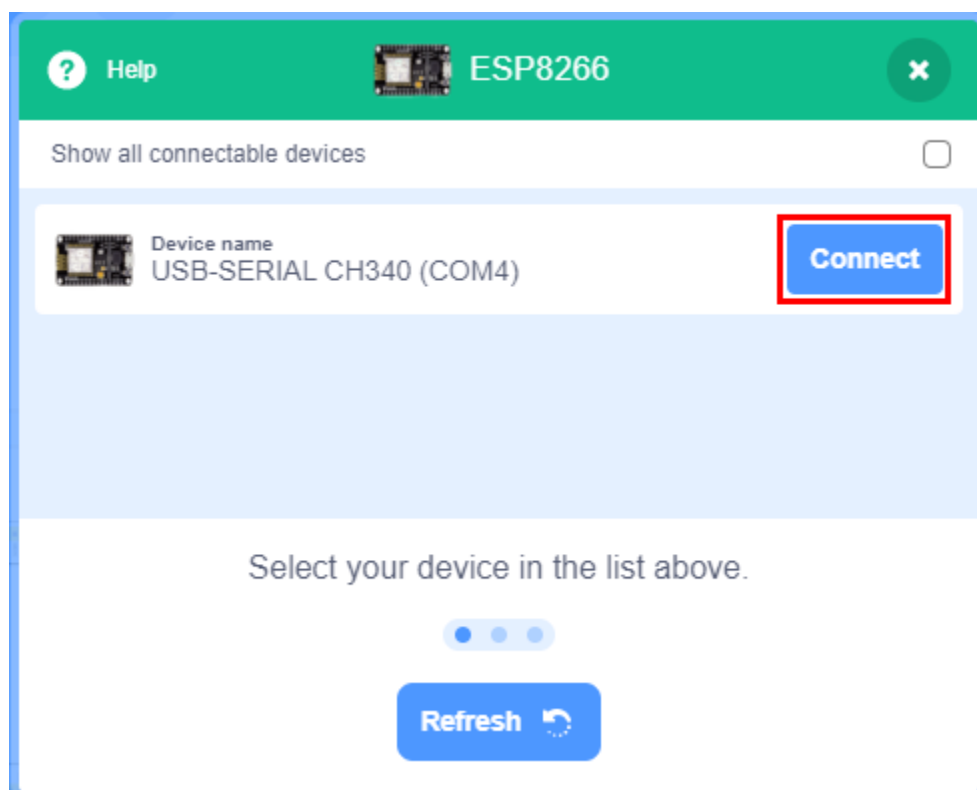 ? Help
ESP8266
Show all connectable devices
Device name
USB-SERIAL CH340 (COM4)
Connect
Select your device in the list above.
Refresh